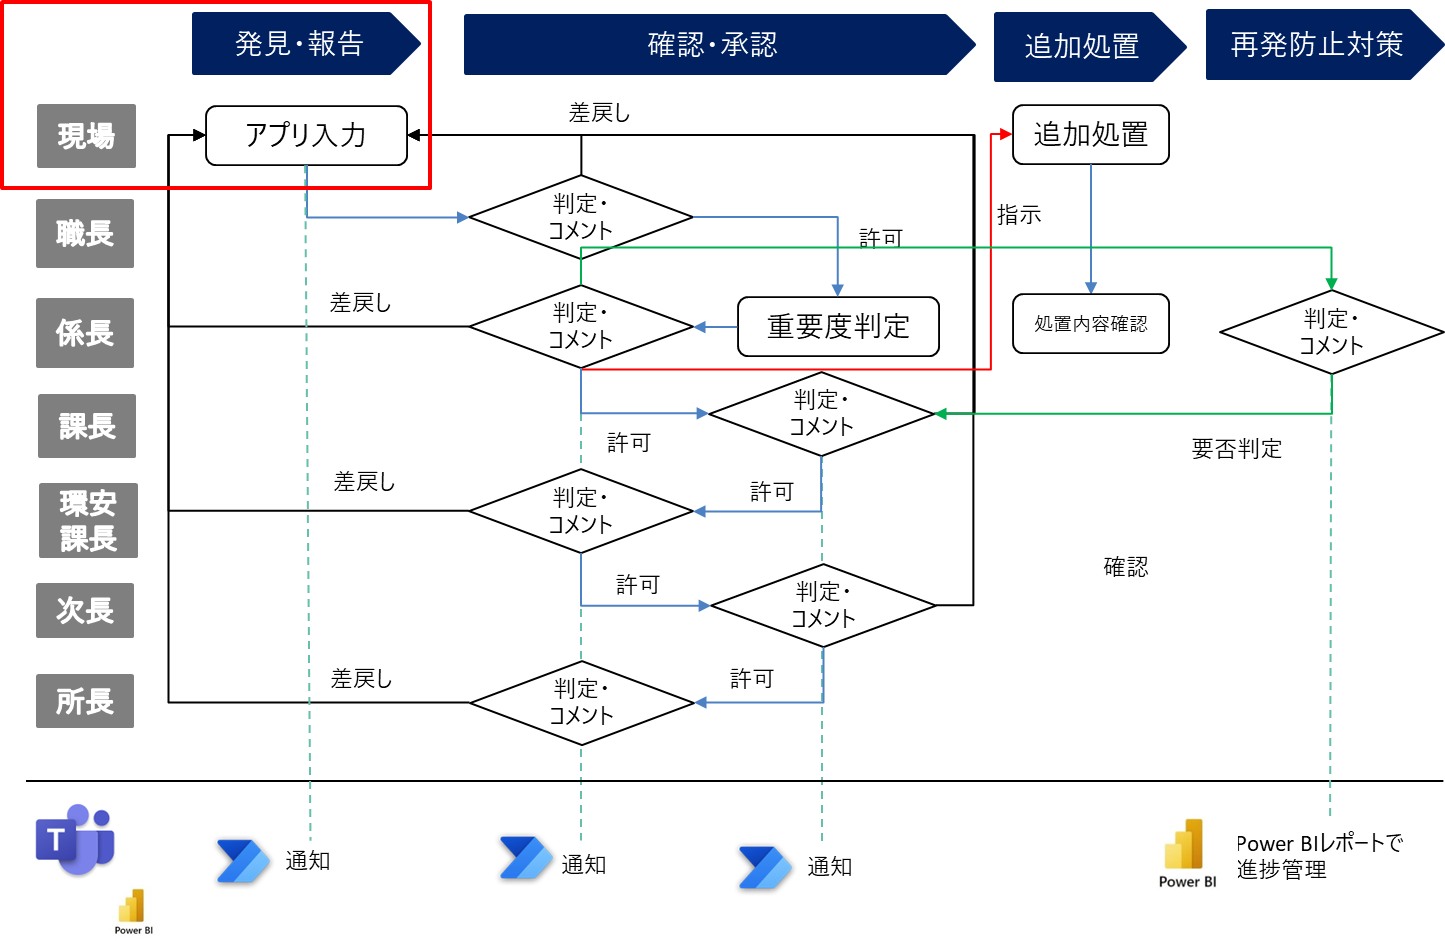 発見・報告
確認・承認
追加処置
再発防止対策
現場
アプリ入力
差戻し
追加処置
職長
判定・
コメント
許可
指示
係長
差戻し
判定・
コメント
重要度判定
処置内容確認
判定・
コメント
課長
判定・
コメント
許可
要否判定
環安
課長
差戻し
判定・
コメント
許可
次長
許可
判定・
コメント
確認
所長
差戻し
判定・
コメント
許可
T
Power BI
通知
通知
通知
Power BI
Power BIレポートで
進捗管理